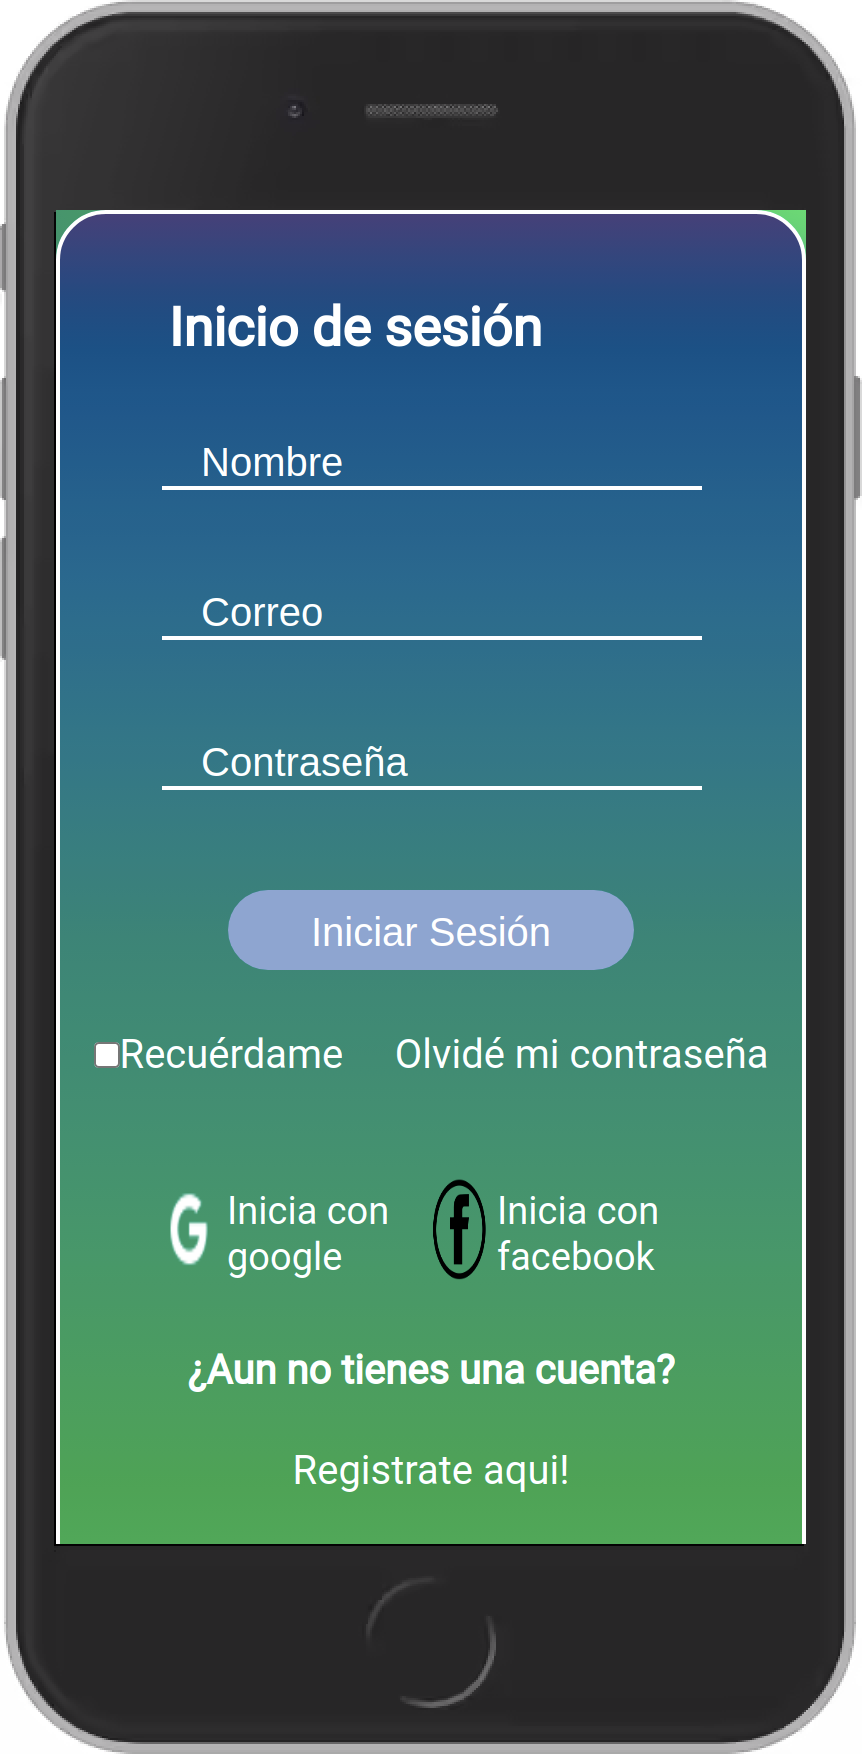 Inicio de sesión
Nombre
Correo
Contraseña
Iniciar Sesión
Recuérdame Olvidé mi contraseña
G Inicia con
google
f Inicia con
facebook
¿Aun no tienes una cuenta?
Registrate aqui!